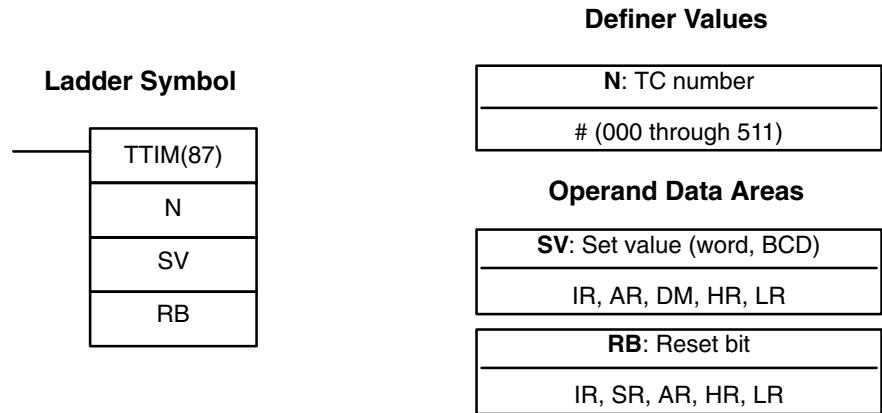 Ladder Symbol
TTIM(87)
N
SV
RB
Definer Values
N: TC number
# (000 through 511)
Operand Data Areas
SV: Set value (word, BCD)
IR, AR, DM, HR, LR
RB: Reset bit
IR, SR, AR, HR, LR